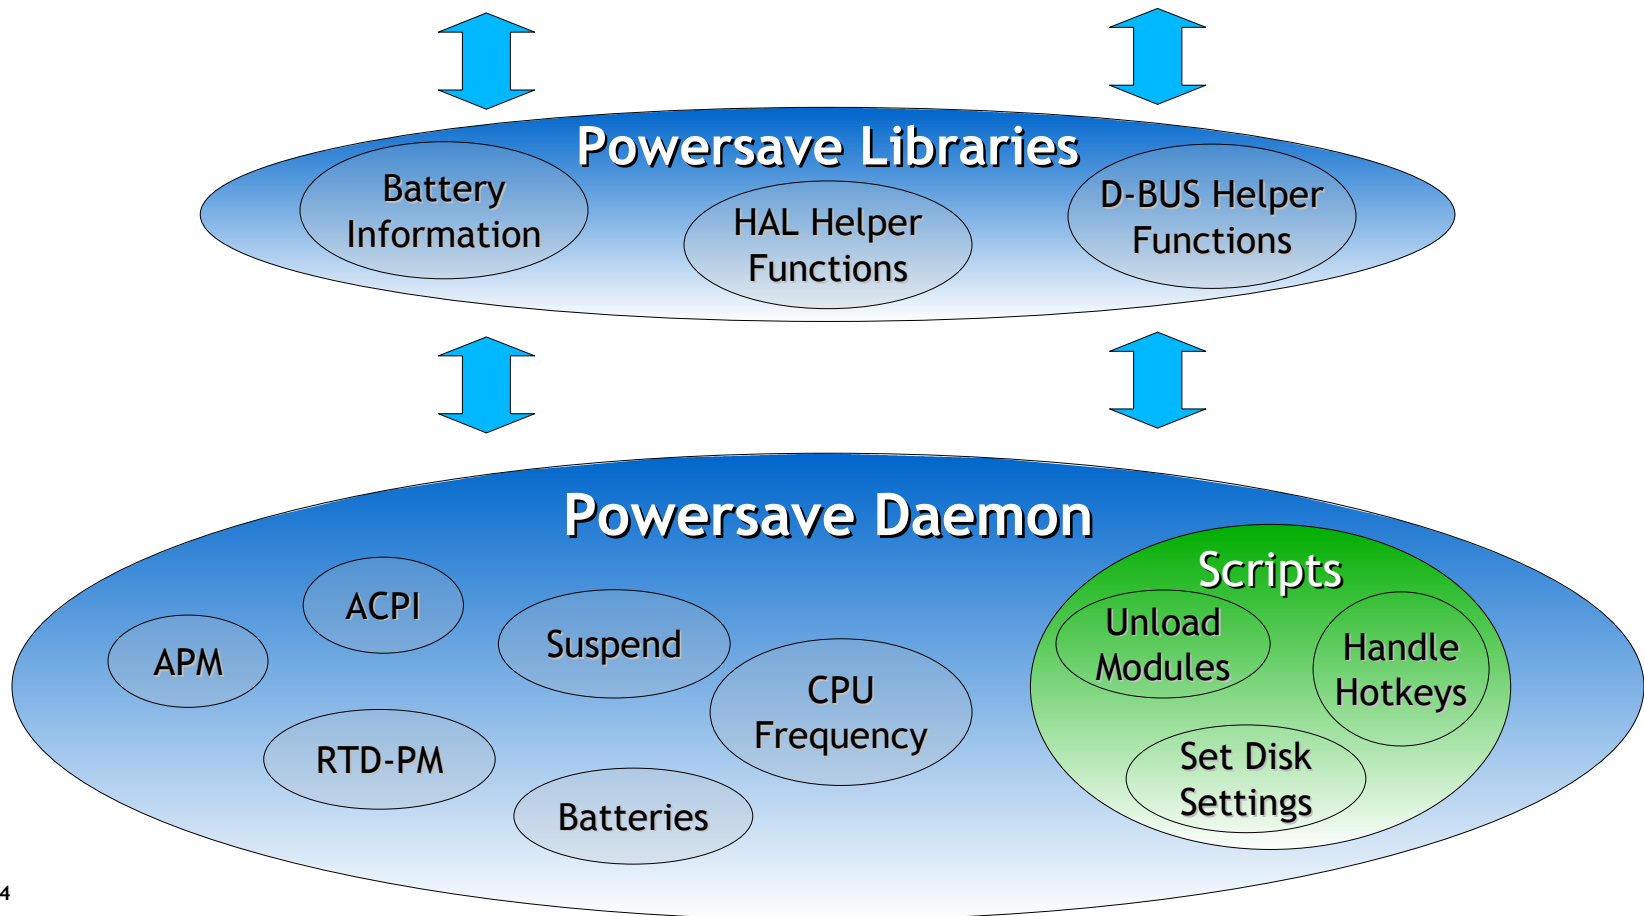 Powersave Libraries
Battery
Information
HAL Helper
Functions
D-BUS Helper
Functions
Powersave Daemon
APM
ACPI
Suspend
CPU
Frequency
RTD-PM
Batteries
Scripts
Unload
Modules
Handle
Hotkeys
Set Disk
Settings
4